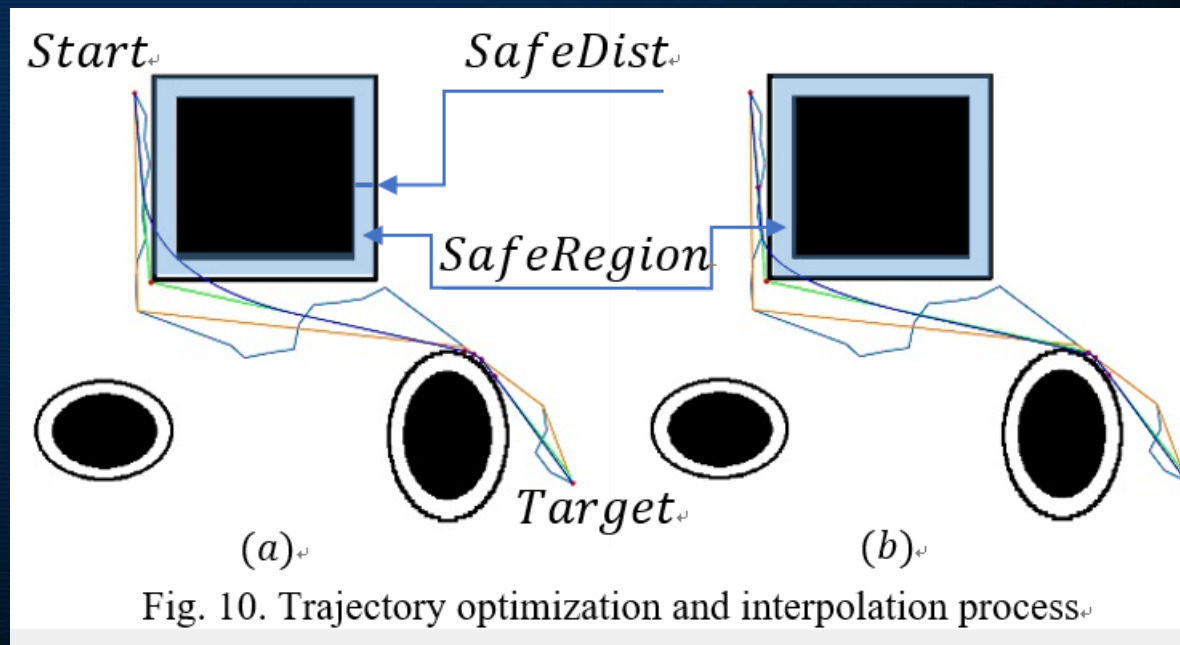 Start
SafeDist
SafeRegion
Target
(a)
(b)
Fig. 10. Trajectory optimization and interpolation process